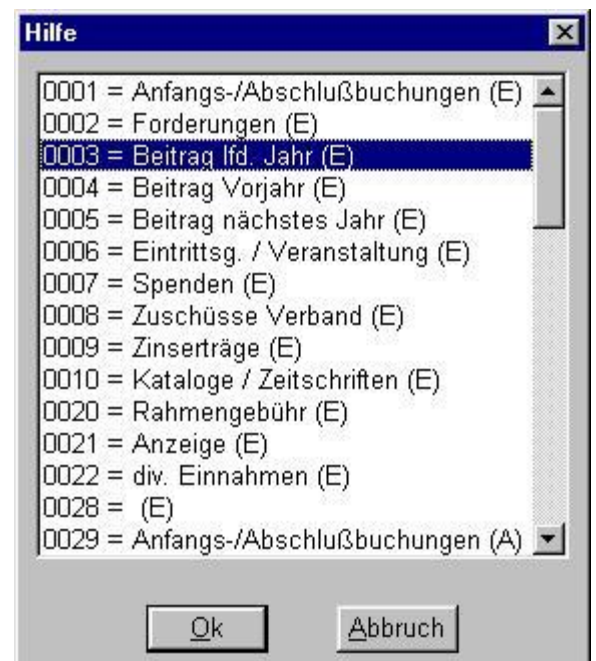 Hilfe
0001 = Anfangs-/Abschlußbuchungen (E)
0002 = Forderungen (E)
0003 = Beitrag lfd. Jahr (E)
0004 = Beitrag Vorjahr (E)
0005 = Beitrag nächstes Jahr (E)
0006 = Eintrittsg. / Veranstaltung (E)
0007 = Spenden (E)
0008 = Zuschüsse Verband (E)
0009 = Zinserträge (E)
0010 = Kataloge / Zeitschriften (E)
0020 = Rahmengebühr (E)
0021 = Anzeige (E)
0022 = div. Einnahmen (E)
0028 =  (E)
0029 = Anfangs-/Abschlußbuchungen (A)
Ok Abbruch